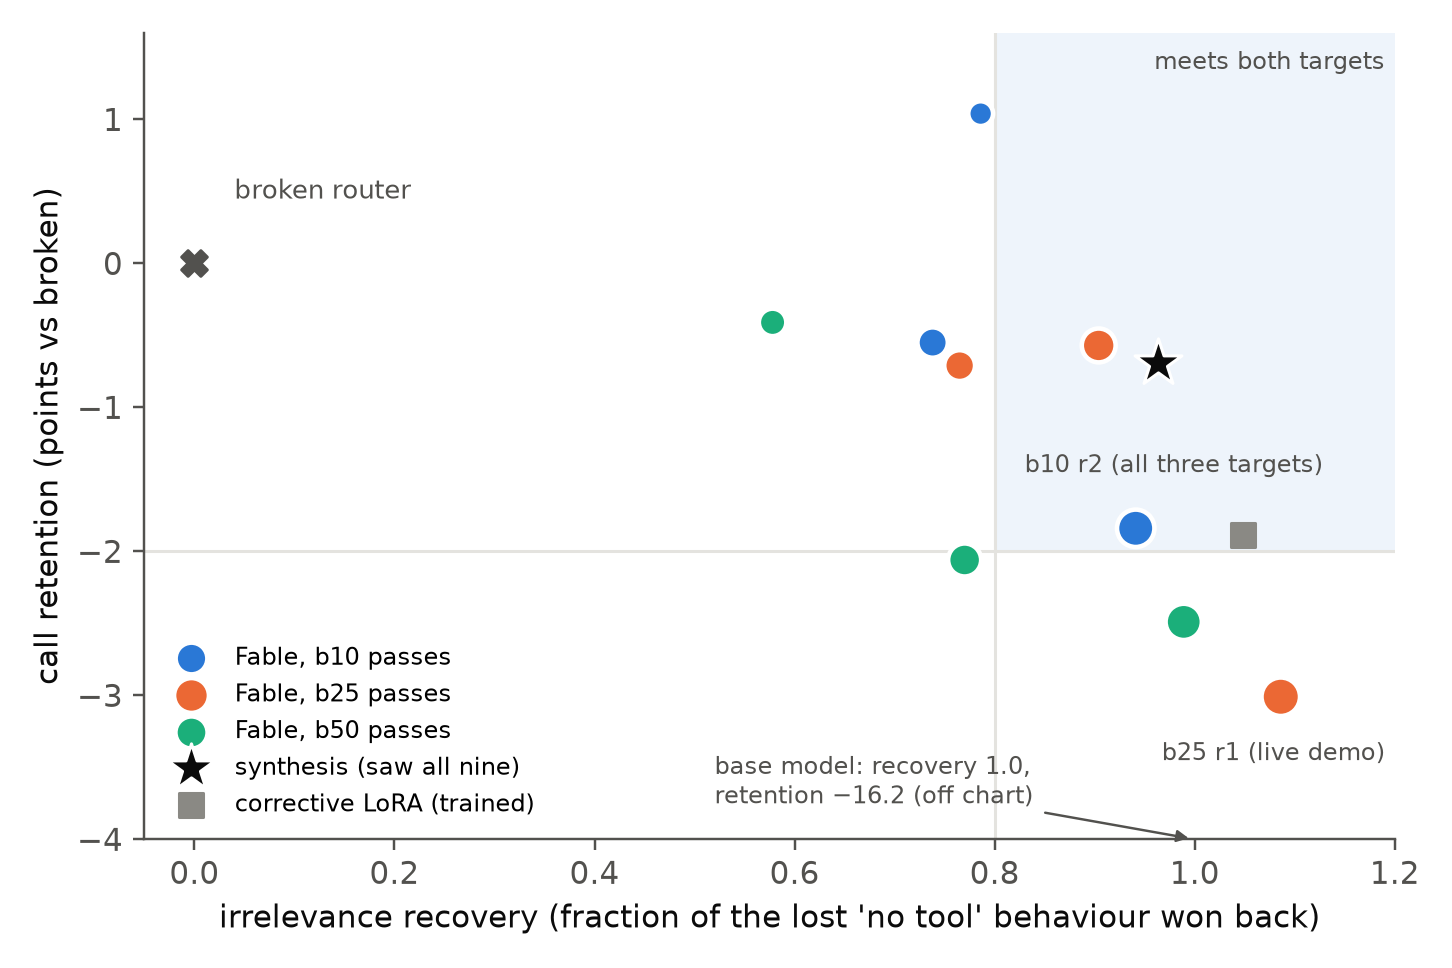 meets both targets
broken router
b10 r2 (all three targets)
b25 r1 (live demo)
base model: recovery 1.0,
retention −16.2 (off chart)
Fable, b10 passes
Fable, b25 passes
Fable, b50 passes
synthesis (saw all nine)
corrective LoRA (trained)
call retention (points vs broken)
1
0
−1
−2
−3
−4
0.0
0.2
0.4
0.6
0.8
1.0
1.2
irrelevance recovery (fraction of the lost 'no tool' behaviour won back)